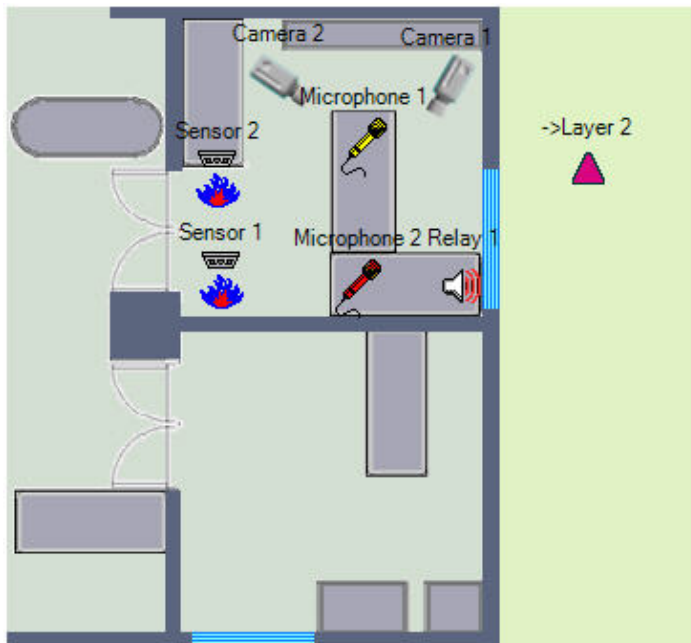 Camera 2
Camera 1
Microphone 1
->Layer 2
Sensor 2
Sensor 1
Microphone 2
Relay 1